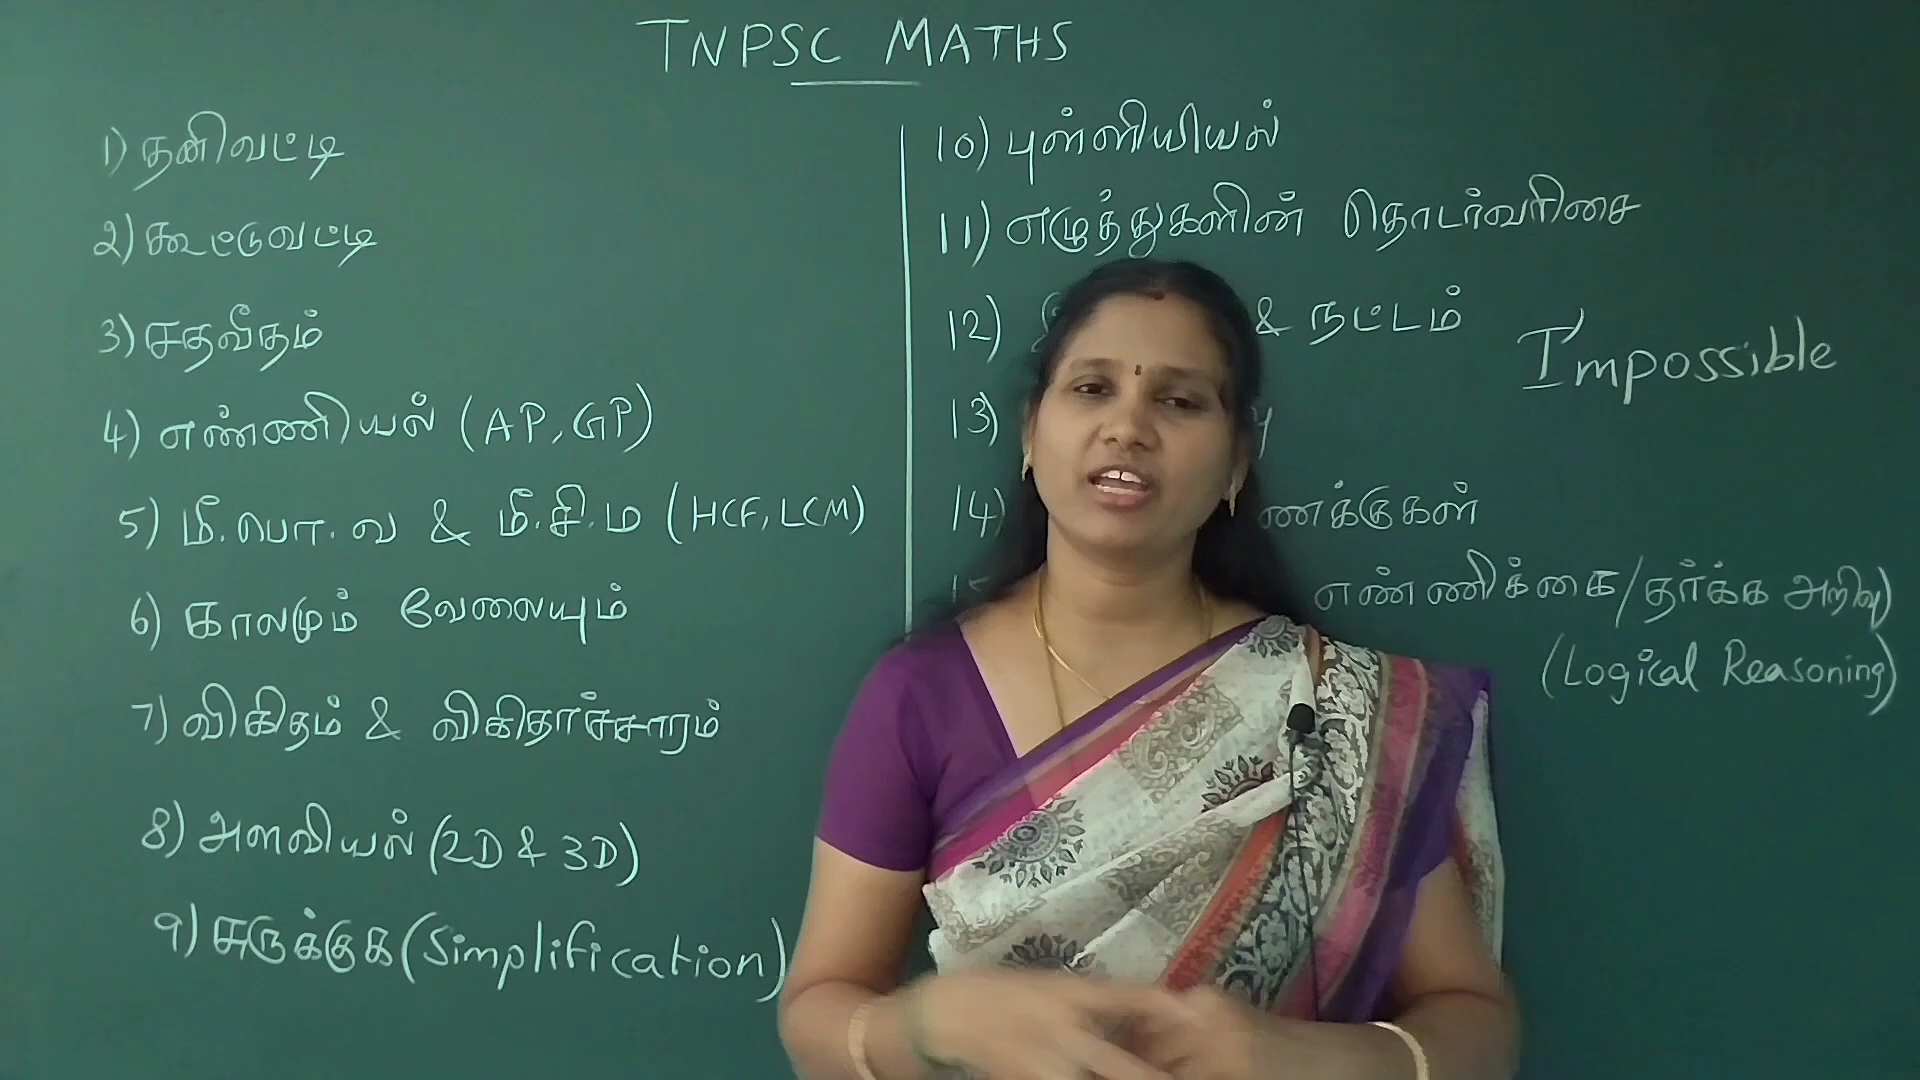 TNPSC MATHS
1) தனிவட்டி
2) கூட்டுவட்டி
3) சதவீதம்
4) எண்ணியல் (AP, GP)
5) மீ.பொ.வ & மீ.சி.ம (HCF, LCM)
6) காலமும் வேலையும்
7) விகிதம் & விகிதாச்சாரம்
8) அளவியல் (2D & 3D)
9) சுருக்குக (Simplification)
10) புள்ளியியல்
11) எழுத்துகளின் தொடர்வரிசை
12) & நட்டம்
I'mpossible
13)
14) ணக்குகள்
எண்ணிக்கை/தர்க்க அறிவு)
(Logical Reasoning)